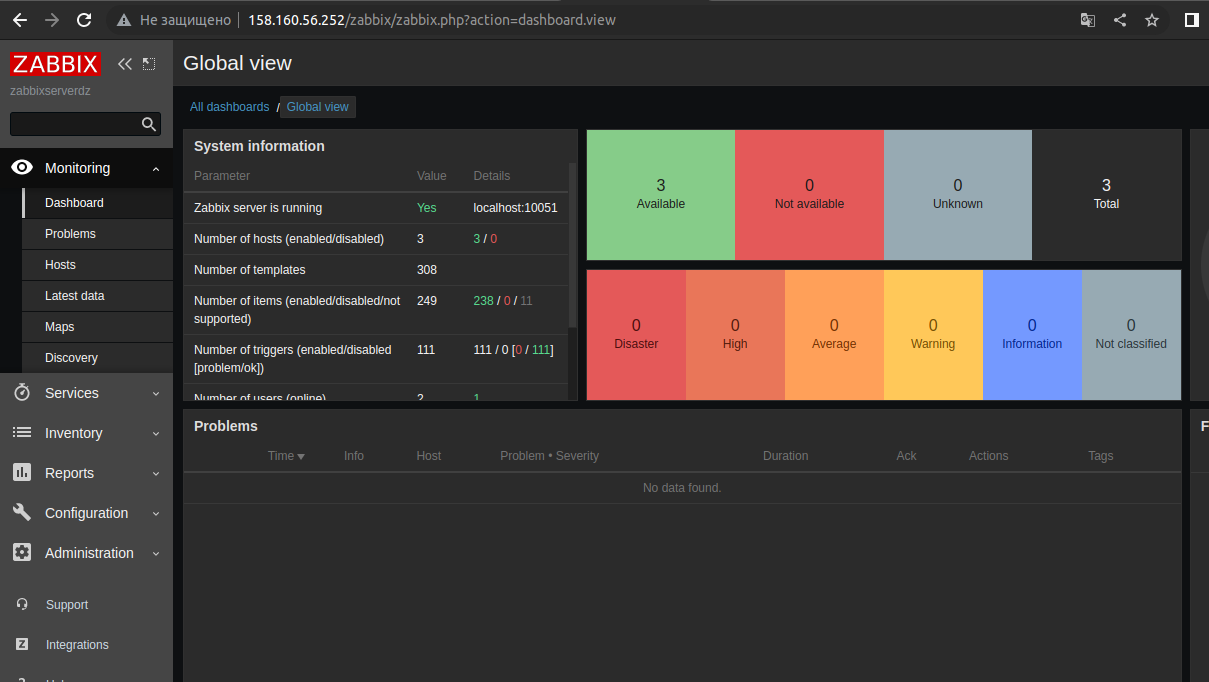 Не защищено 158.160.56.252/zabbix/zabbix.php?action=dashboard.view
ZABBIX
zabbixserverdz
Monitoring
Dashboard
Problems
Hosts
Latest data
Maps
Discovery
Services
Inventory
Reports
Configuration
Administration
Support
Z Integrations
Global view
All dashboards / Global view
System information
Parameter Value Details
Zabbix server is running Yes localhost:10051
Number of hosts (enabled/disabled) 3 3 / 0
Number of templates 308
Number of items (enabled/disabled/not 249 238 / 0 / 11
supported)
Number of triggers (enabled/disabled 111 111 / 0 [0 / 111]
[problem/ok])
Number of users (online) 2 1
3 0 0 3
Available Not available Unknown Total
0 0 0 0 0 0
Disaster High Average Warning Information Not classified
Problems
Time Info Host Problem • Severity Duration Ack Actions Tags
No data found.
F